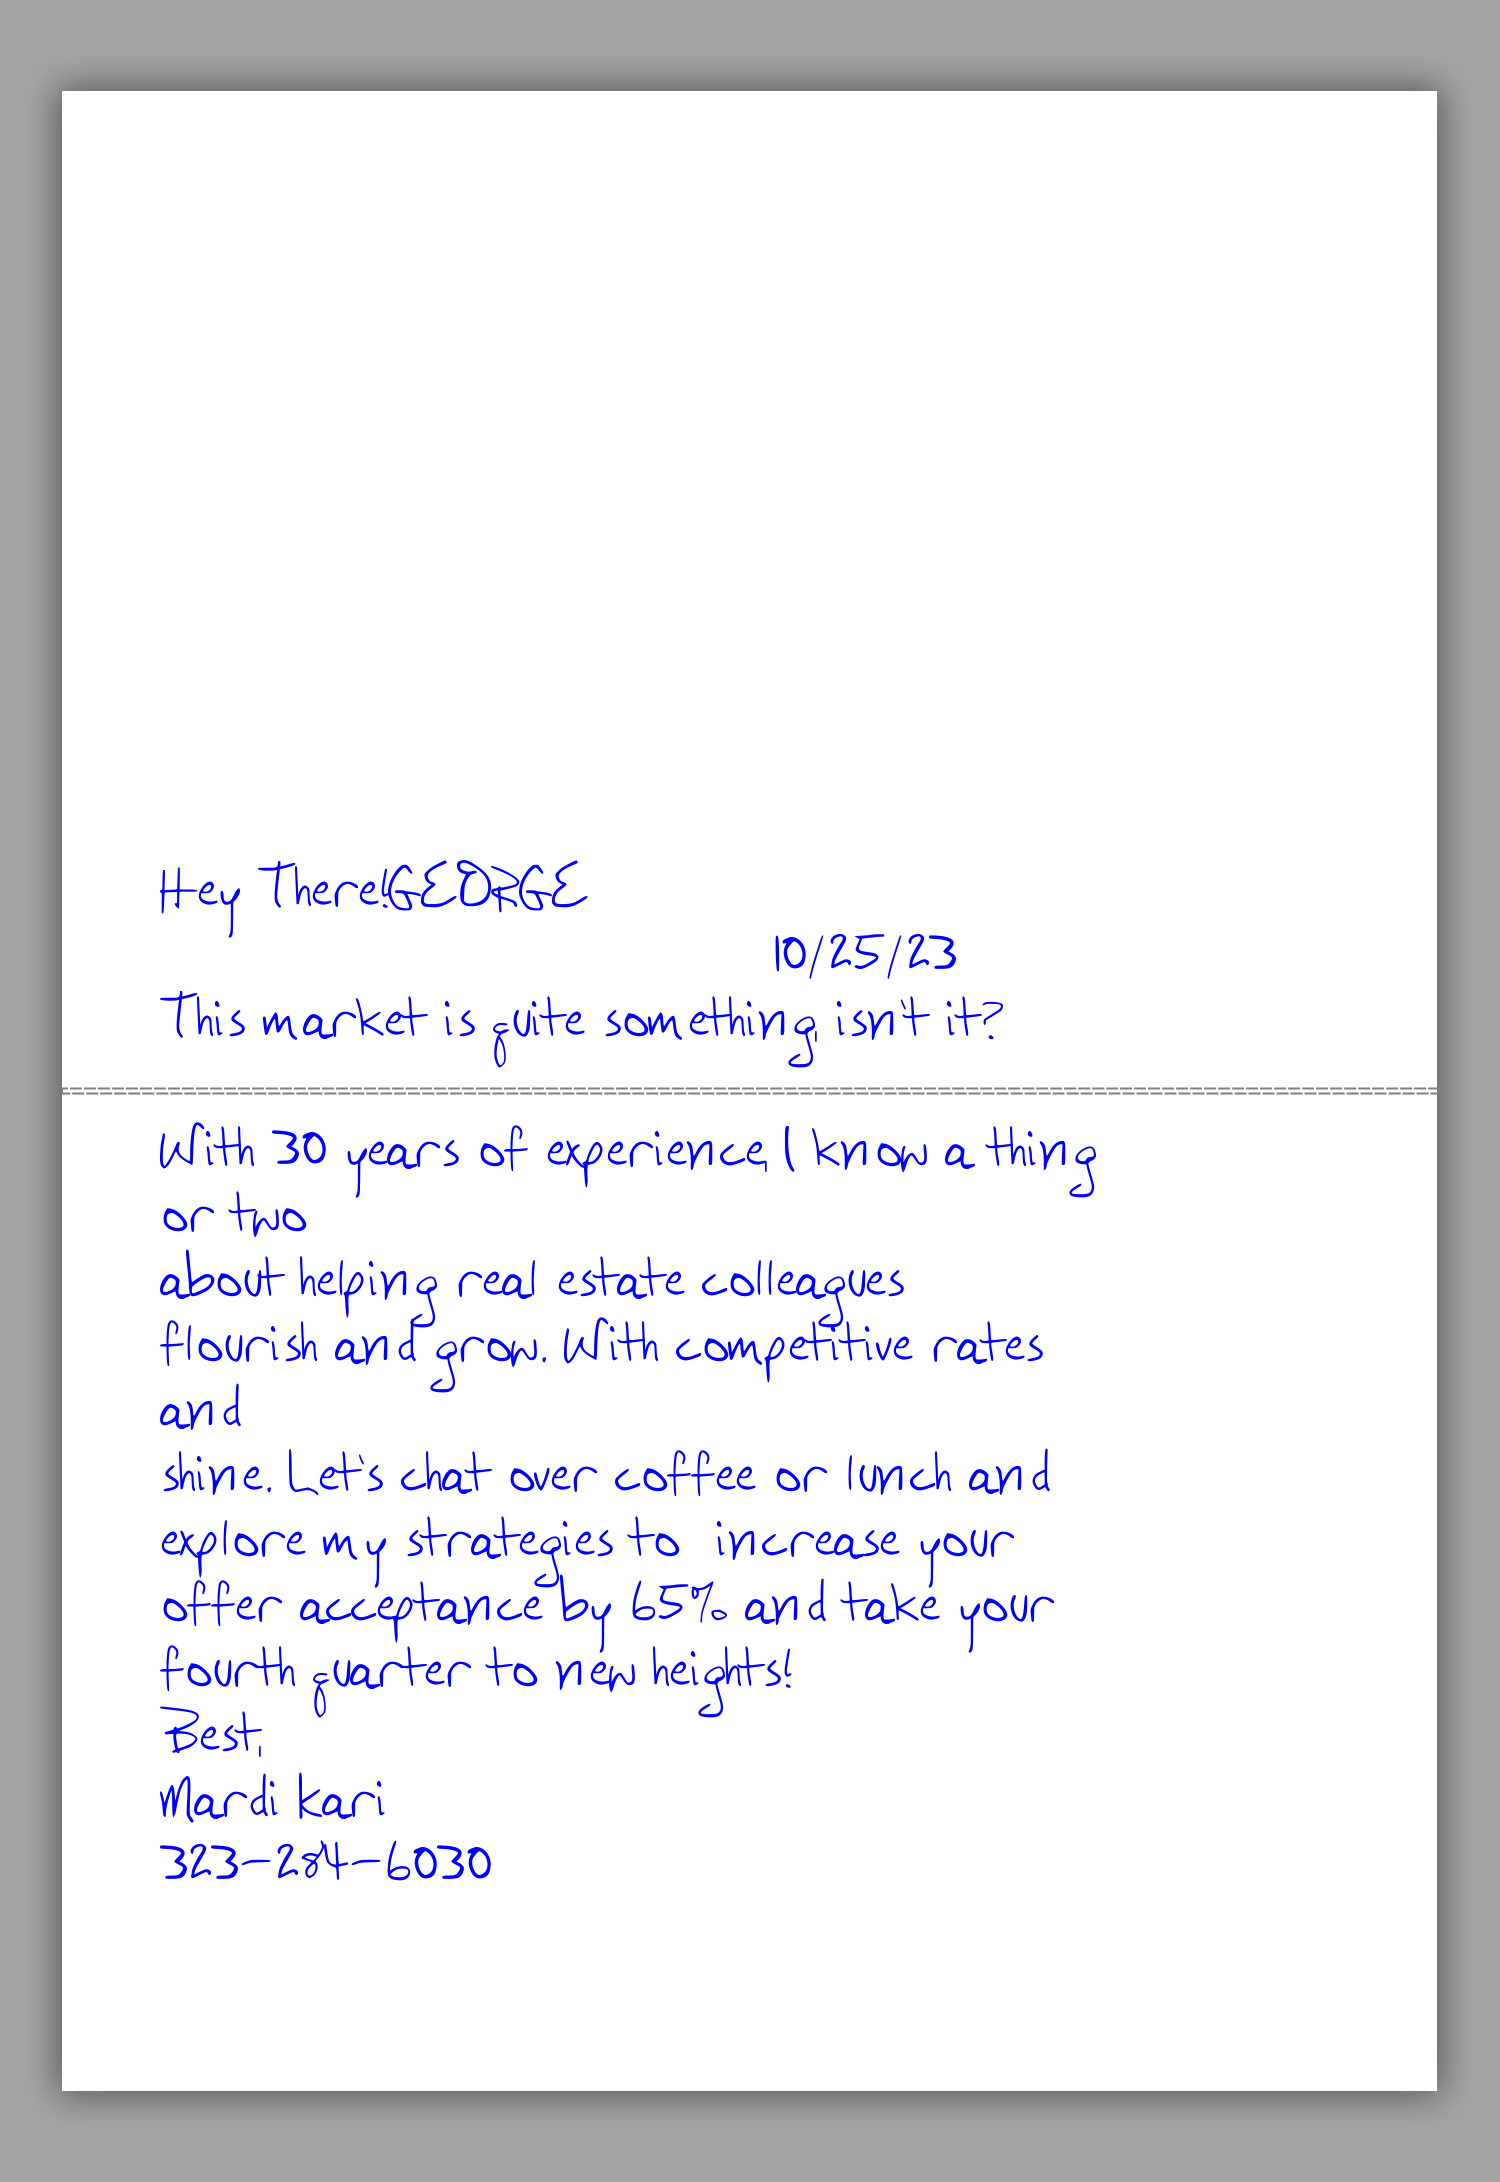 Hey There!GEORGE
10/25/23
This market is quite something, isn't it?
With 30 years of experience, I know a thing
or two
about helping real estate colleagues
flourish and grow. With competitive rates
and
shine. Let's chat over coffee or lunch and
explore my strategies to increase your
offer acceptance by 65% and take your
fourth quarter to new heights!
Best,
Mardi kari
323-284-6030